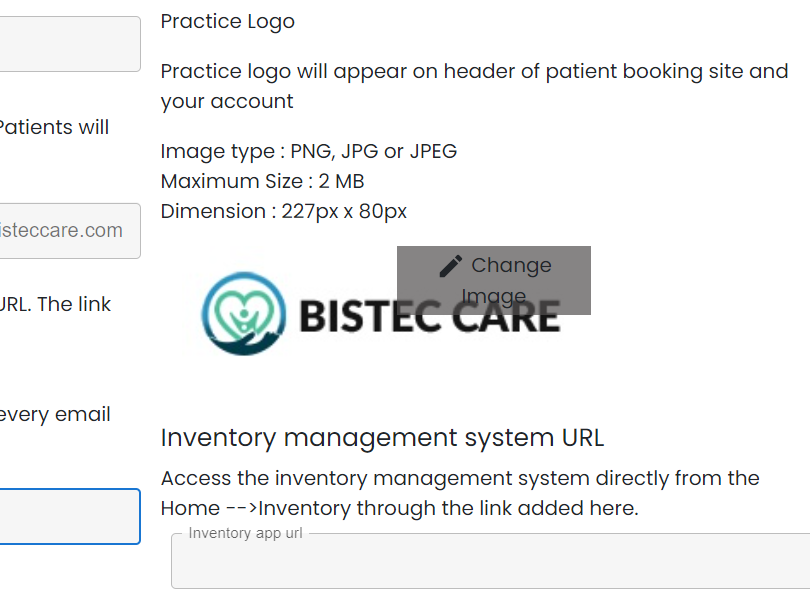 Practice Logo
Practice logo will appear on header of patient booking site and
your account
Patients will
Image type : PNG, JPG or JPEG
Maximum Size : 2 MB
Dimension : 227px x 80px
isteccare.com
Change
Image
URL. The link
BISTEC CARE
every email
Inventory management system URL
Access the inventory management system directly from the
Home -->Inventory through the link added here.
Inventory app url